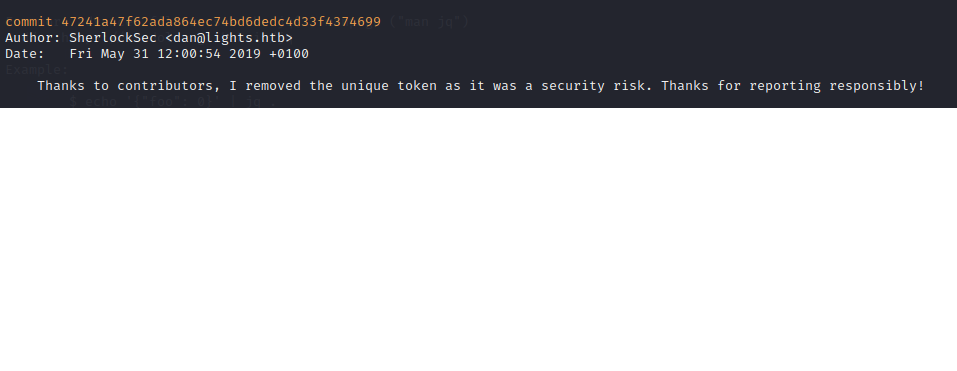 commit 47241a47f62ada864ec74bd6dedc4d33f4374699 ("man jq")
Author: SherlockSec <dan@lights.htb>
Date:   Fri May 31 12:00:54 2019 +0100
Example:
Thanks to contributors, I removed the unique token as it was a security risk. Thanks for reporting responsibly!